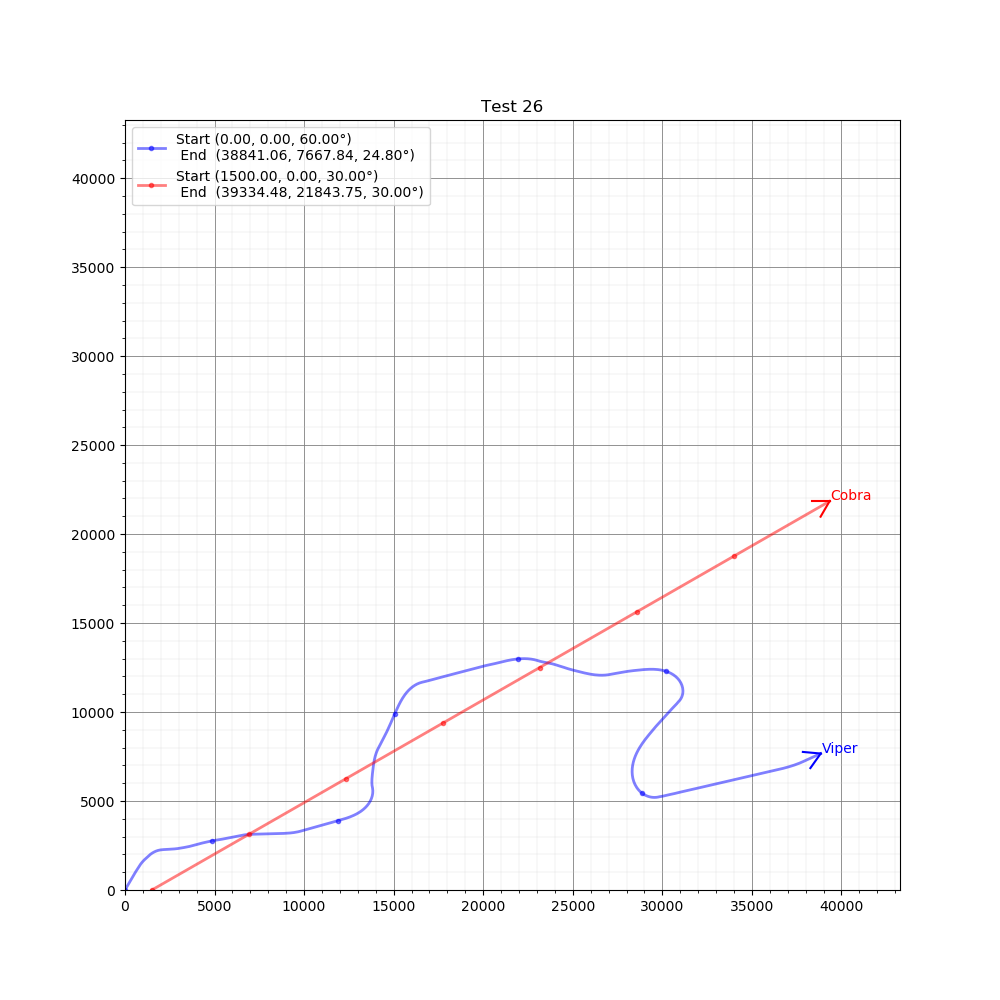 Test 26
Start (0.00, 0.00, 60.00°)
End  (38841.06, 7667.84, 24.80°)
Start (1500.00, 0.00, 30.00°)
End  (39334.48, 21843.75, 30.00°)
40000
35000
30000
25000
20000
15000
10000
5000
0
Cobra
Viper
0 5000 10000 15000 20000 25000 30000 35000 40000